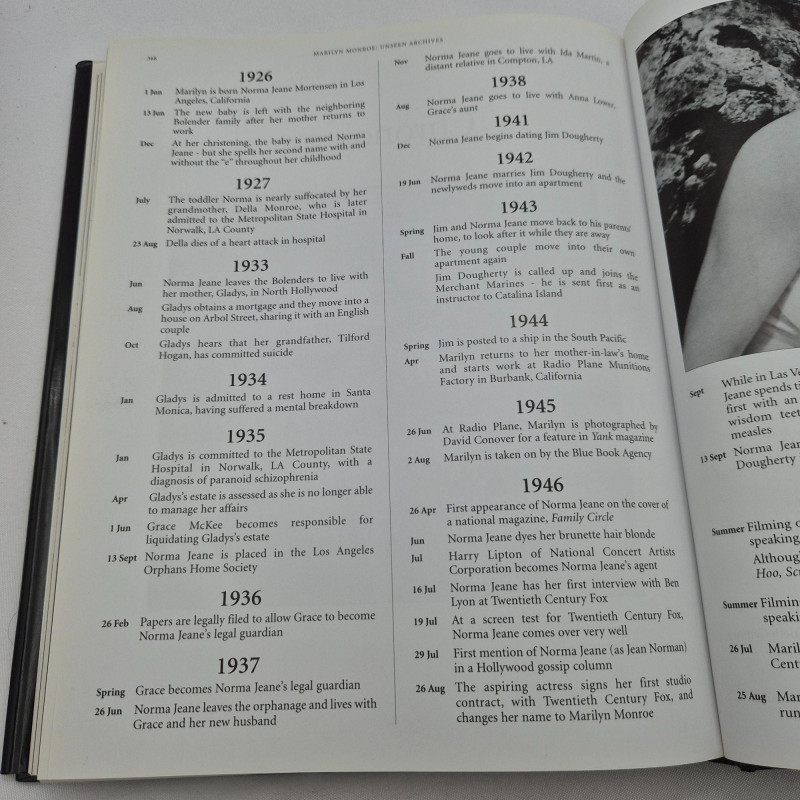 364
MARILYN MONROE: UNSEEN ARCHIVES
1926
1 Jun Marilyn is born Norma Jeane Mortensen in Los
Angeles, California
13 Jun The new baby is left with the neighboring
Bolender family after her mother returns to
work
Dec At her christening, the baby is named Norma
Jeane - but she spells her second name with and
without the "e" throughout her childhood
1927
July The toddler Norma is nearly suffocated by her
grandmother, Della Monroe, who is later
admitted to the Metropolitan State Hospital in
Norwalk, LA County
23 Aug Della dies of a heart attack in hospital
1933
Jun Norma Jeane leaves the Bolenders to live with
her mother, Gladys, in North Hollywood
Aug Gladys obtains a mortgage and they move into a
house on Arbol Street, sharing it with an English
couple
Oct Gladys hears that her grandfather, Tilford
Hogan, has committed suicide
1934
Jan Gladys is admitted to a rest home in Santa
Monica, having suffered a mental breakdown
1935
Jan Gladys is committed to the Metropolitan State
Hospital in Norwalk, LA County, with a
diagnosis of paranoid schizophrenia
Apr Gladys's estate is assessed as she is no longer able
to manage her affairs
1 Jun Grace McKee becomes responsible for
liquidating Gladys's estate
13 Sept Norma Jeane is placed in the Los Angeles
Orphans Home Society
1936
26 Feb Papers are legally filed to allow Grace to become
Norma Jeane's legal guardian
1937
Spring Grace becomes Norma Jeane's legal guardian
26 Jun Norma Jeane leaves the orphanage and lives with
Grace and her new husband
Nov Norma Jeane goes to live with Ida Martin, a
distant relative in Compton, LA
1938
Aug Norma Jeane goes to live with Anna Lower,
Grace's aunt
1941
Dec Norma Jeane begins dating Jim Dougherty
1942
19 Jun Norma Jeane marries Jim Dougherty and the
newlyweds move into an apartment
1943
Spring Jim and Norma Jeane move back to his parents'
home, to look after it while they are away
Fall The young couple move into their own
apartment again
Jim Dougherty is called up and joins the
Merchant Marines - he is sent first as an
instructor to Catalina Island
1944
Spring Jim is posted to a ship in the South Pacific
Apr Marilyn returns to her mother-in-law's home
and starts work at Radio Plane Munitions
Factory in Burbank, California
1945
26 Jun At Radio Plane, Marilyn is photographed by
David Conover for a feature in Yank magazine
2 Aug Marilyn is taken on by the Blue Book Agency
1946
26 Apr First appearance of Norma Jeane on the cover of
a national magazine, Family Circle
Jun Norma Jeane dyes her brunette hair blonde
Jul Harry Lipton of National Concert Artists
Corporation becomes Norma Jeane's agent
16 Jul Norma Jeane has her first interview with Ben
Lyon at Twentieth Century Fox
19 Jul At a screen test for Twentieth Century Fox,
Norma Jeane comes over very well
29 Jul First mention of Norma Jeane (as Jean Norman)
in a Hollywood gossip column
26 Aug The aspiring actress signs her first studio
contract, with Twentieth Century Fox, and
changes her name to Marilyn Monroe
Sept While in Las
Jeane spends
first with an
wisdom
measles
13 Sept Norma
Dougherty
Summer Filming
speaking
Although
Hoo,
Summer Filming
26 Jul
25 Aug